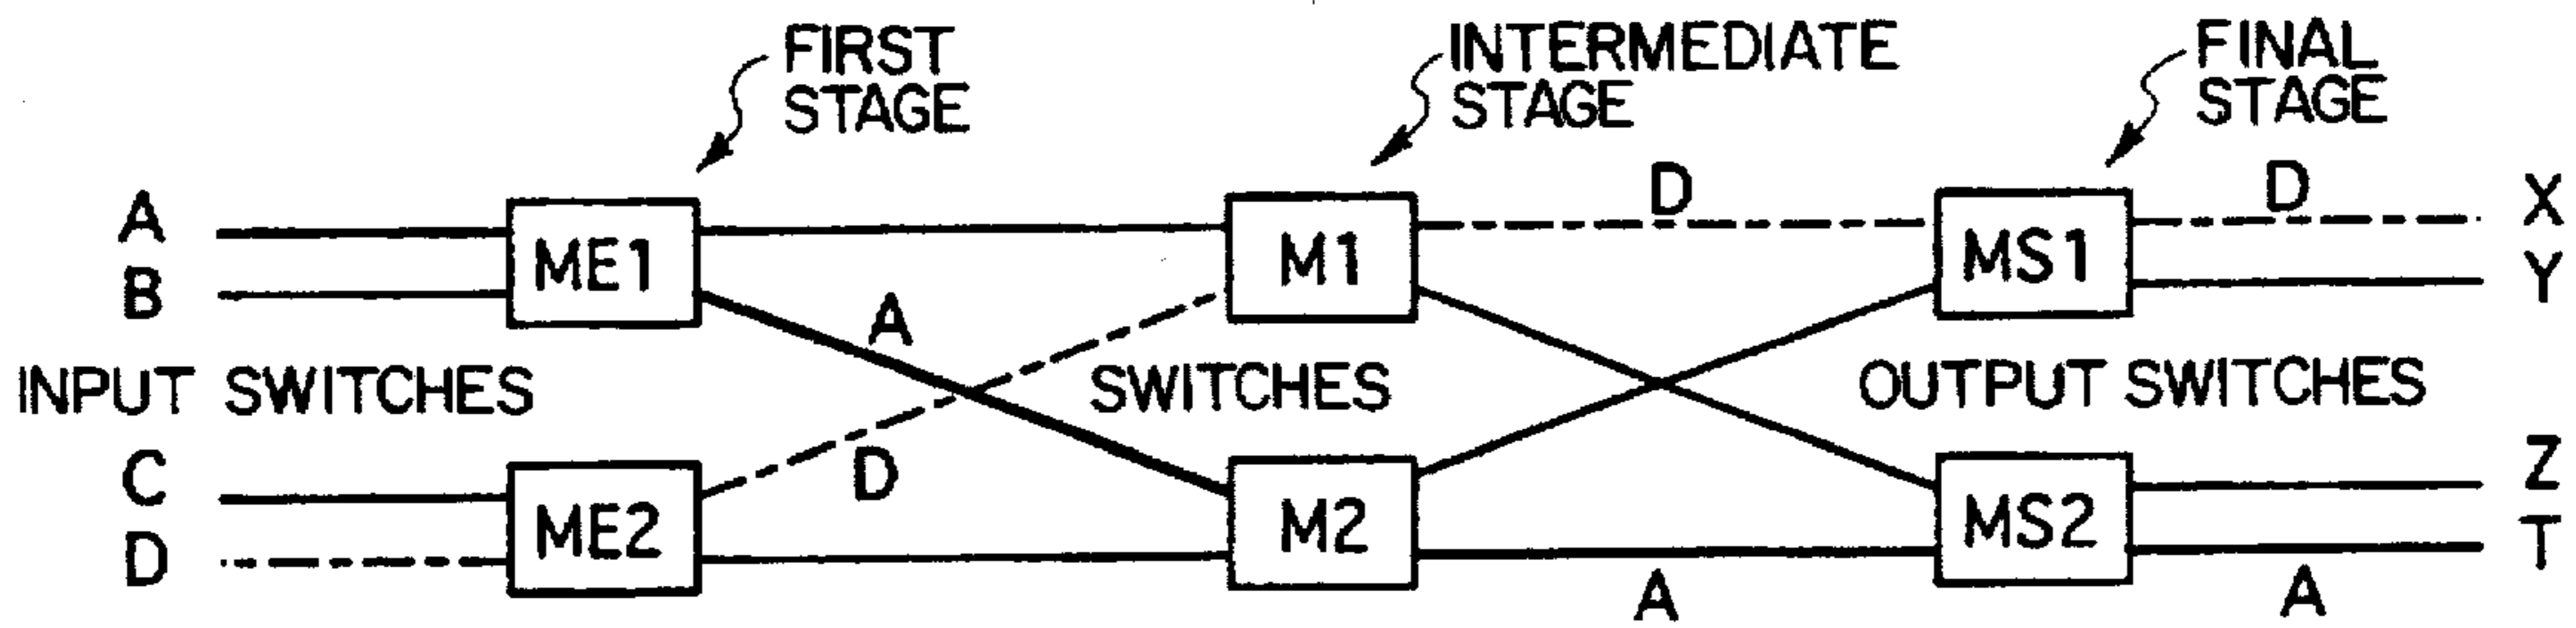 FIRST
STAGE
INTERMEDIATE
STAGE
FINAL
STAGE
A
B
ME1
A
M1
D
MS1
D
X
Y
INPUT SWITCHES
SWITCHES
OUTPUT SWITCHES
C
D
ME2
D
M2
A
MS2
A
Z
T